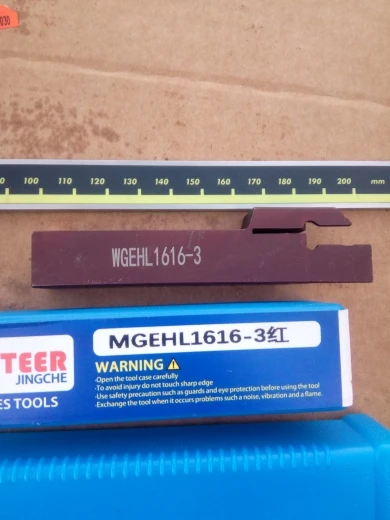 030
100 110 120 130 140 150 160 170 180 190 200 mm
WGEHL1616-3
TEER
JINGCHE
ES TOOLS
MGEHL1616-3红
WARNING
·Open the tool case carefully
·To avoid injury do not touch sharp edge
·Use safety precaution such as guards and eye protection before using the tool
·Exchange the tool when it occurs problems such a noise, vibration and a flame.